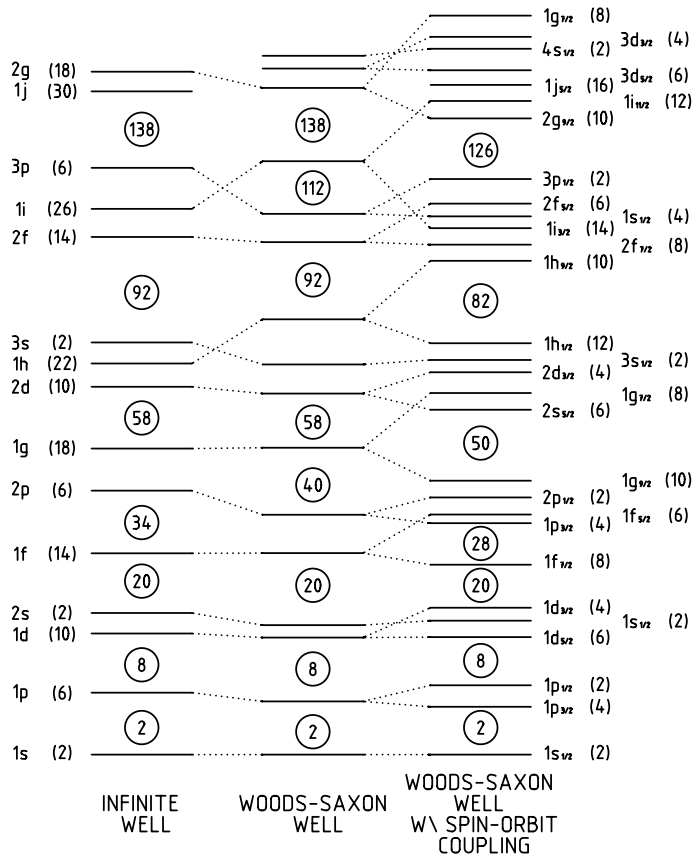 1g7/2 (8)
3d3/2 (4)
4s1/2 (2)
2g (18)
3d5/2 (6)
1j (30)
1j5/2 (16)
1i11/2 (12)
2g9/2 (10)
138
138
126
3p (6)
112
3p1/2 (2)
1i (26)
2f5/2 (6)
1s1/2 (4)
2f (14)
1i3/2 (14)
2f7/2 (8)
1h9/2 (10)
92
92
82
3s (2)
1h1/2 (12)
1h (22)
3s1/2 (2)
2d (10)
2d3/2 (4)
1g7/2 (8)
2s5/2 (6)
58
58
50
1g (18)
40
1g9/2 (10)
2p (6)
2p1/2 (2)
34
1f5/2 (6)
1p3/2 (4)
28
1f (14)
1f7/2 (8)
20
20
20
2s (2)
1d3/2 (4)
1s1/2 (2)
1d (10)
1d5/2 (6)
8
8
8
1p (6)
1p1/2 (2)
1p3/2 (4)
2
2
2
1s (2)
1s1/2 (2)
INFINITE
WELL
WOODS-SAXON
WELL
WOODS-SAXON
WELL
W\ SPIN-ORBIT
COUPLING